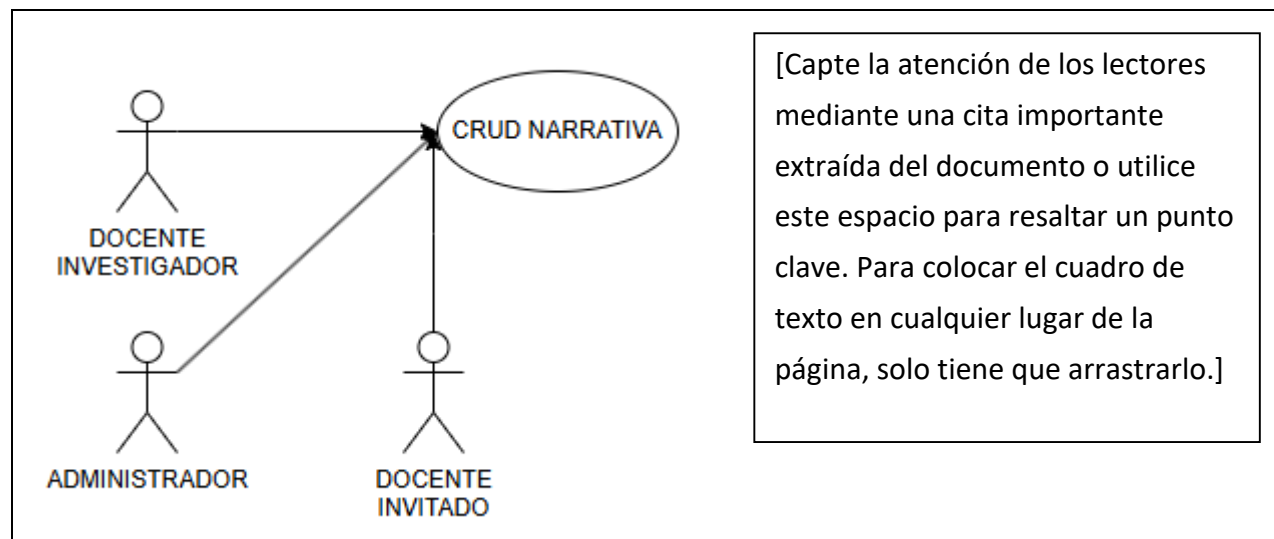 CRUD NARRATIVA
DOCENTE
INVESTIGADOR
ADMINISTRADOR
DOCENTE
INVITADO
[Capte la atención de los lectores
mediante una cita importante
extraída del documento o utilice
este espacio para resaltar un punto
clave. Para colocar el cuadro de
texto en cualquier lugar de la
página, solo tiene que arrastrarlo.]